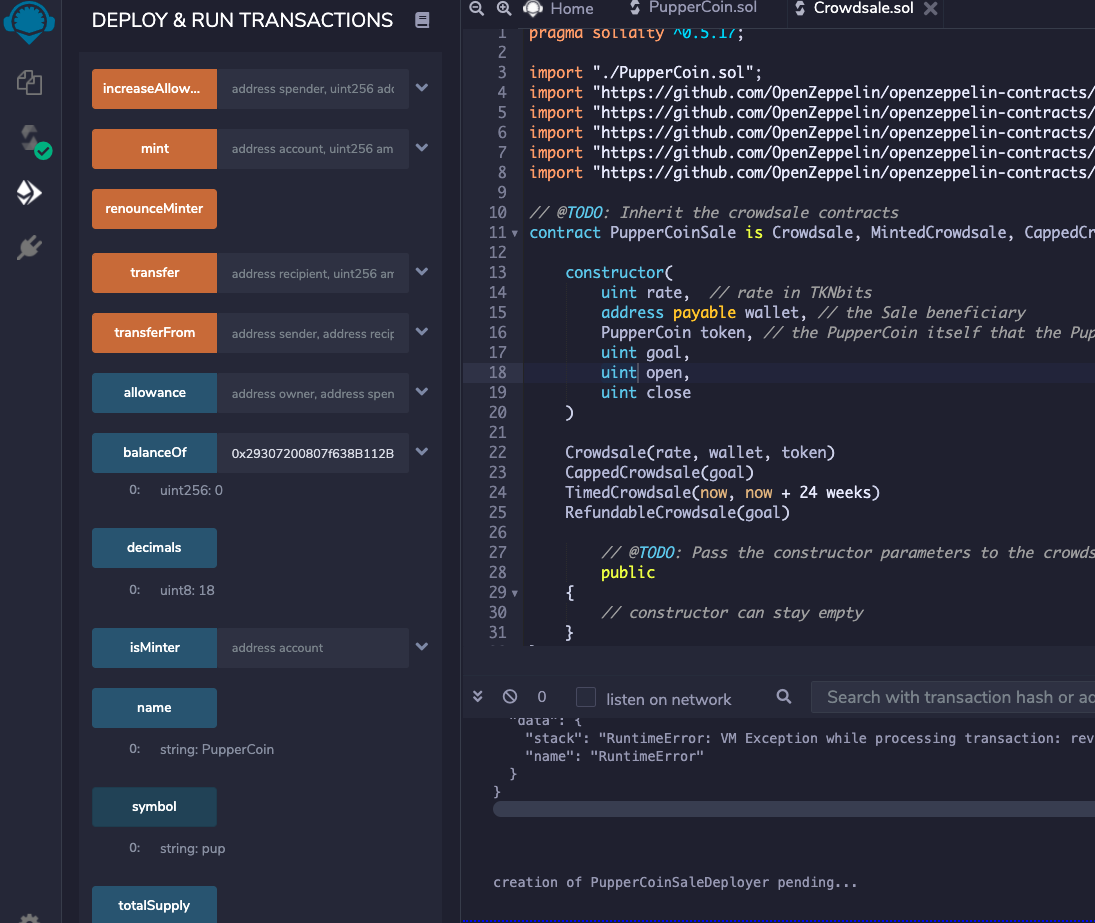 DEPLOY & RUN TRANSACTIONS
increaseAllow...
address spender, uint256 adc
mint
address account, uint256 am
renounceMinter
transfer
address recipient, uint256 am
transferFrom
address sender, address recip
allowance
address owner, address spen
balanceOf
0x29307200807f638B112B
0: uint256: 0
decimals
0: uint8: 18
isMinter
address account
name
0: string: PupperCoin
symbol
0: string: pup
totalSupply
Home
PupperCoin.sol
Crowdsale.sol
1 pragma solidity ^0.5.17;
2
3 import "./PupperCoin.sol";
4 import "https://github.com/OpenZeppelin/openzeppelin-contracts/
5 import "https://github.com/OpenZeppelin/openzeppelin-contracts/
6 import "https://github.com/OpenZeppelin/openzeppelin-contracts/
7 import "https://github.com/OpenZeppelin/openzeppelin-contracts/
8 import "https://github.com/OpenZeppelin/openzeppelin-contracts/
9
10 // @TODO: Inherit the crowdsale contracts
11 contract PupperCoinSale is Crowdsale, MintedCrowdsale, CappedCr
12
13 constructor(
14 uint rate, // rate in TKNbits
15 address payable wallet, // the Sale beneficiary
16 PupperCoin token, // the PupperCoin itself that the Pup
17 uint goal,
18 uint open,
19 uint close
20 )
21
22 Crowdsale(rate, wallet, token)
23 CappedCrowdsale(goal)
24 TimedCrowdsale(now, now + 24 weeks)
25 RefundableCrowdsale(goal)
26
27 // @TODO: Pass the constructor parameters to the crowds
28 public
29 {
30 // constructor can stay empty
31 }
0
listen on network
Search with transaction hash or ad
"data": {
"stack": "RuntimeError: VM Exception while processing transaction: rev
"name": "RuntimeError"
}
}
creation of PupperCoinSaleDeployer pending...